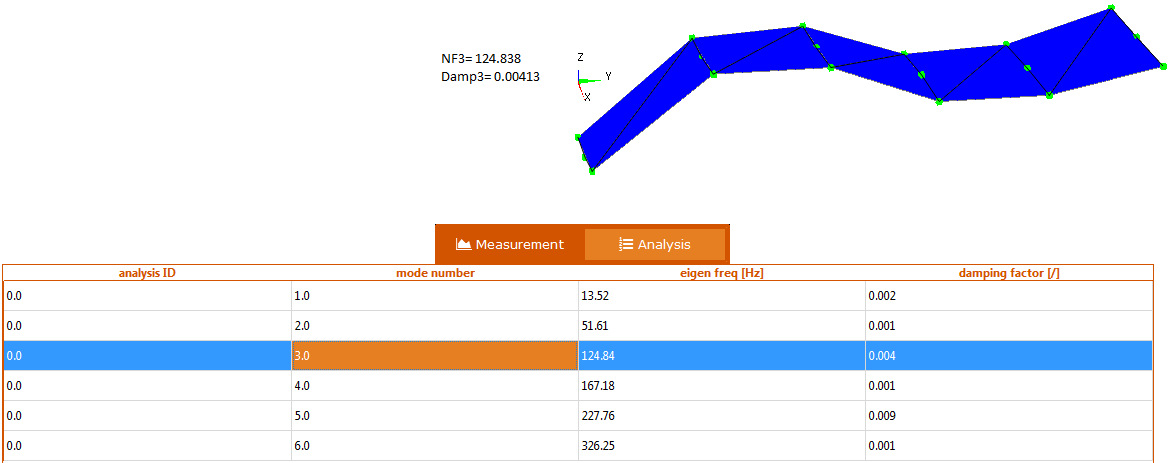 NF3= 124.838
Damp3= 0.00413
Z
Y
X
Measurement Analysis
analysis ID mode number eigen freq [Hz] damping factor [/]
0.0 1.0 13.52 0.002
0.0 2.0 51.61 0.001
0.0 3.0 124.84 0.004
0.0 4.0 167.18 0.001
0.0 5.0 227.76 0.009
0.0 6.0 326.25 0.001